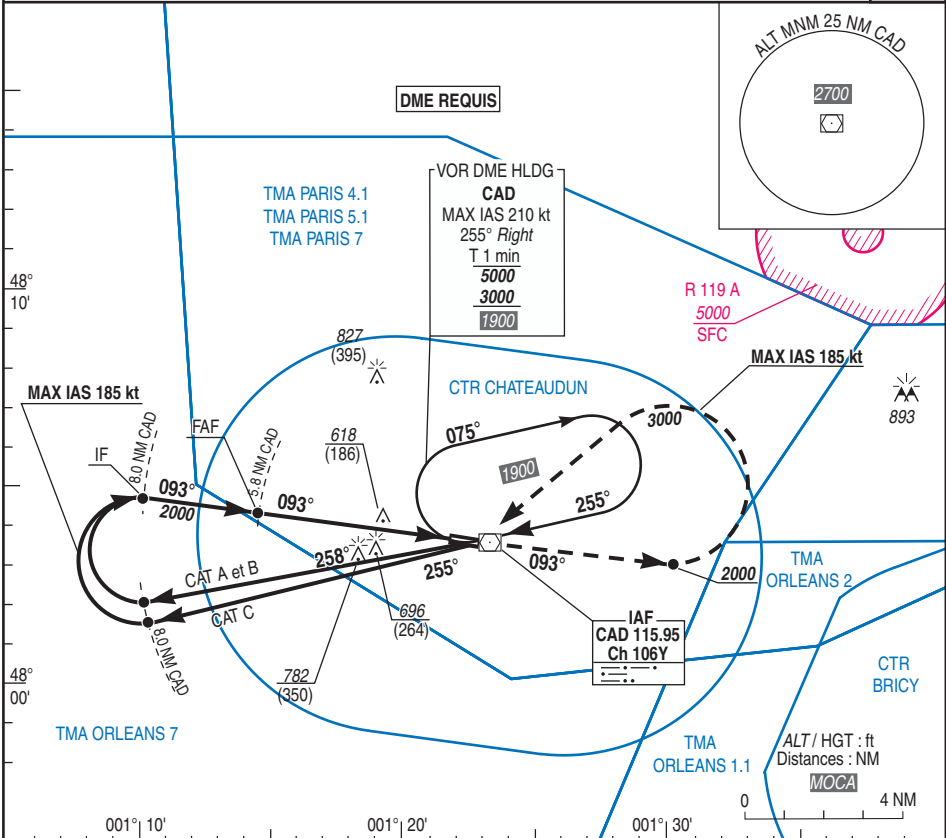 ALT MNM 25 NM CAD
2700
DME REQUIS
VOR DME HLDG
CAD
MAX IAS 210 kt
255° Right
T 1 min
5000
3000
1900
TMA PARIS 4.1
TMA PARIS 5.1
TMA PARIS 7
48°
10'
R 119 A
5000
SFC
827
(395)
MAX IAS 185 kt
CTR CHATEAUDUN
MAX IAS 185 kt
893
3000
FAF
IF
8.0 NM CAD
5.8 NM CAD
618
(186)
075°
1900
255°
093°
2000
093°
258°
255°
093°
2000
CAT A et B
CAT C
8.0 NM CAD
696
(264)
782
(350)
IAF
CAD 115.95
Ch 106Y
TMA
ORLEANS 2
48°
00'
TMA ORLEANS 7
CTR
BRICY
TMA
ORLEANS 1.1
ALT / HGT : ft
Distances : NM
MOCA
0 4 NM
001° 10'
001° 20'
001° 30'